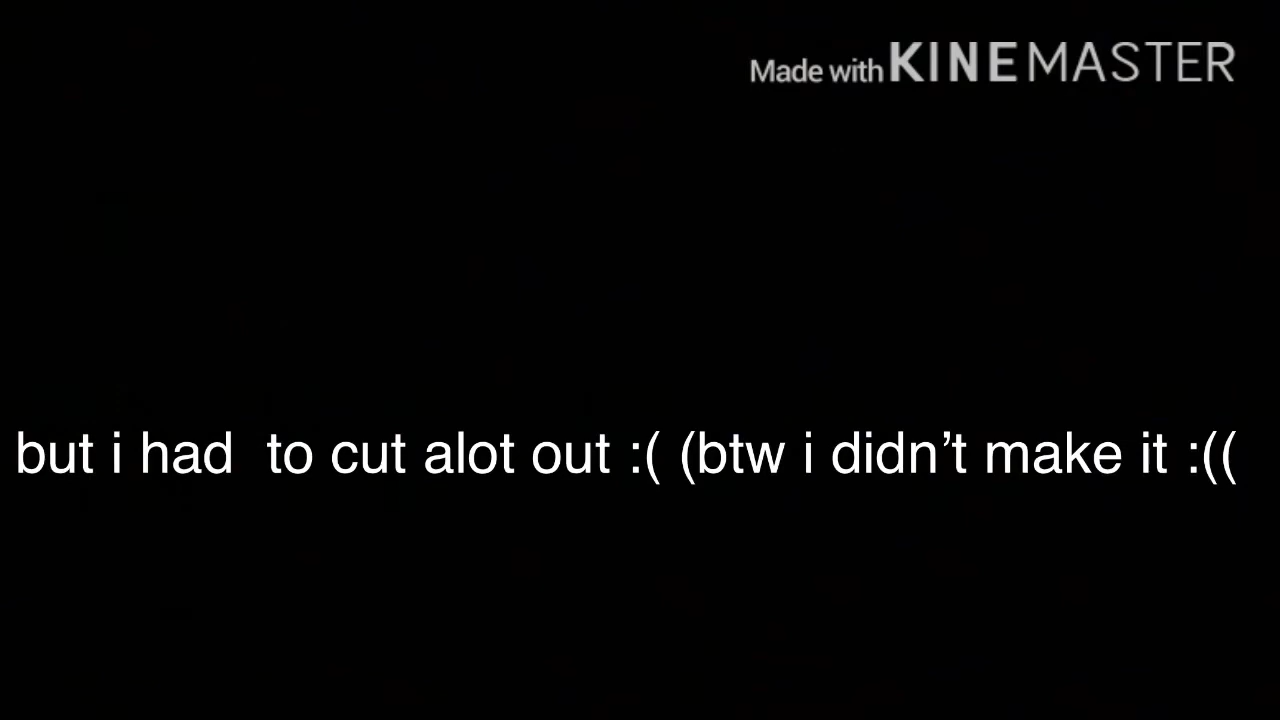 Made with KINEMASTER
but i had  to cut alot out :( (btw i didn’t make it :((